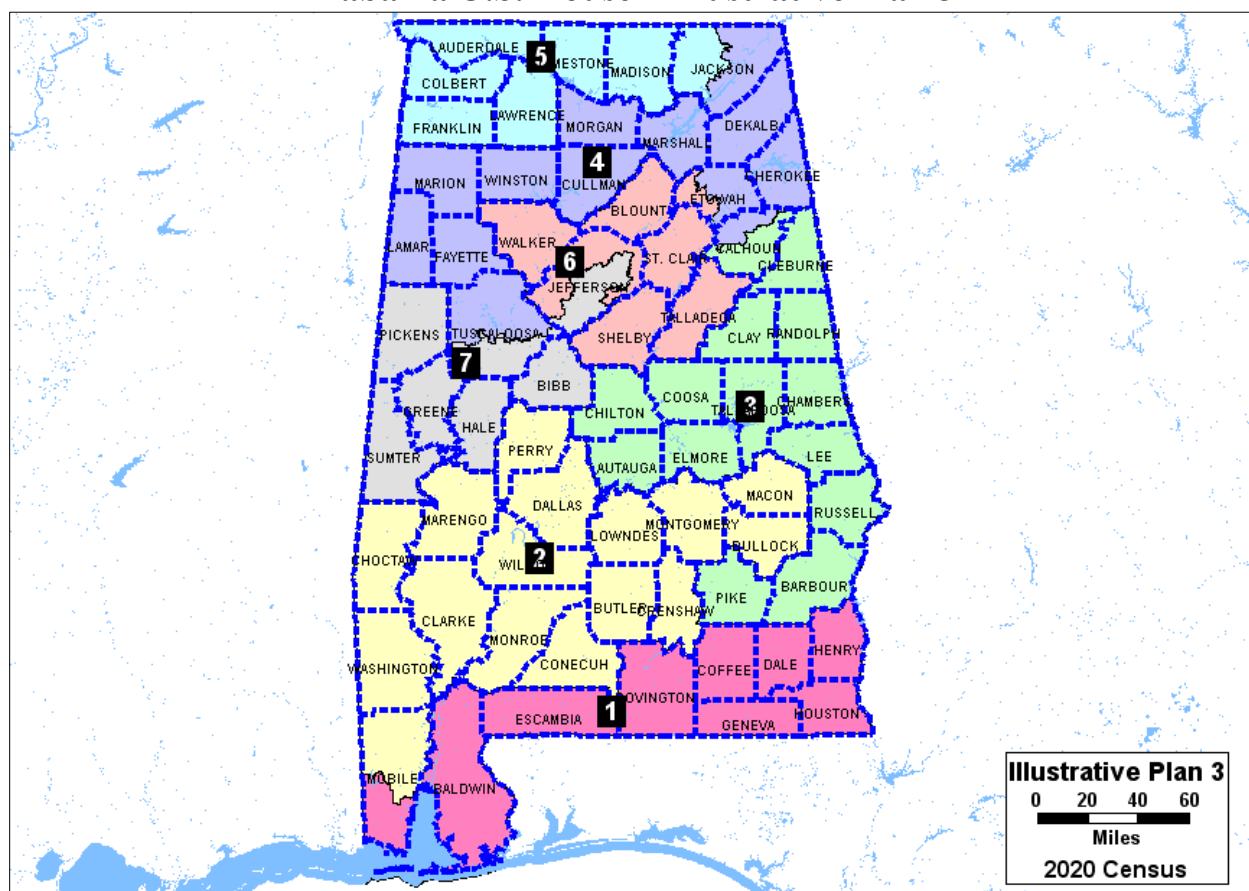 LAUDERDALE
5
MESTONE
MADISON
JACKSON
COLBERT
LAWRENCE
FRANKLIN
MORGAN
MARSHALL
DEKALB
4
MARION
WINSTON
CULLMAN
CHEROKEE
ETOWAH
BLOUNT
LAMAR
FAYETTE
WALKER
6
ST. CLAIR
CALHOUN
CLEBURNE
JEFFERSON
PICKENS
TUSCALOOSA
SHELBY
TALLADEGA
CLAY
RANDOLPH
7
BIBB
GREENE
HALE
CHILTON
COOSA
3
TALLAPOOSA
CHAMBERS
SUMTER
PERRY
AUTAUGA
ELMORE
LEE
MARENGO
DALLAS
LOWNDES
MONTGOMERY
MACON
RUSSELL
BULLOCK
CHOCTAW
WIL
2
BUTLER
CRENSHAW
PIKE
BARBOUR
CLARKE
MONROE
CONECUH
WASHINGTON
COFFEE
DALE
HENRY
ESCAMBIA
1
OVINGTON
GENEVA
HOUSTON
MOBILE
BALDWIN
Illustrative Plan 3
0 20 40 60
Miles
2020 Census